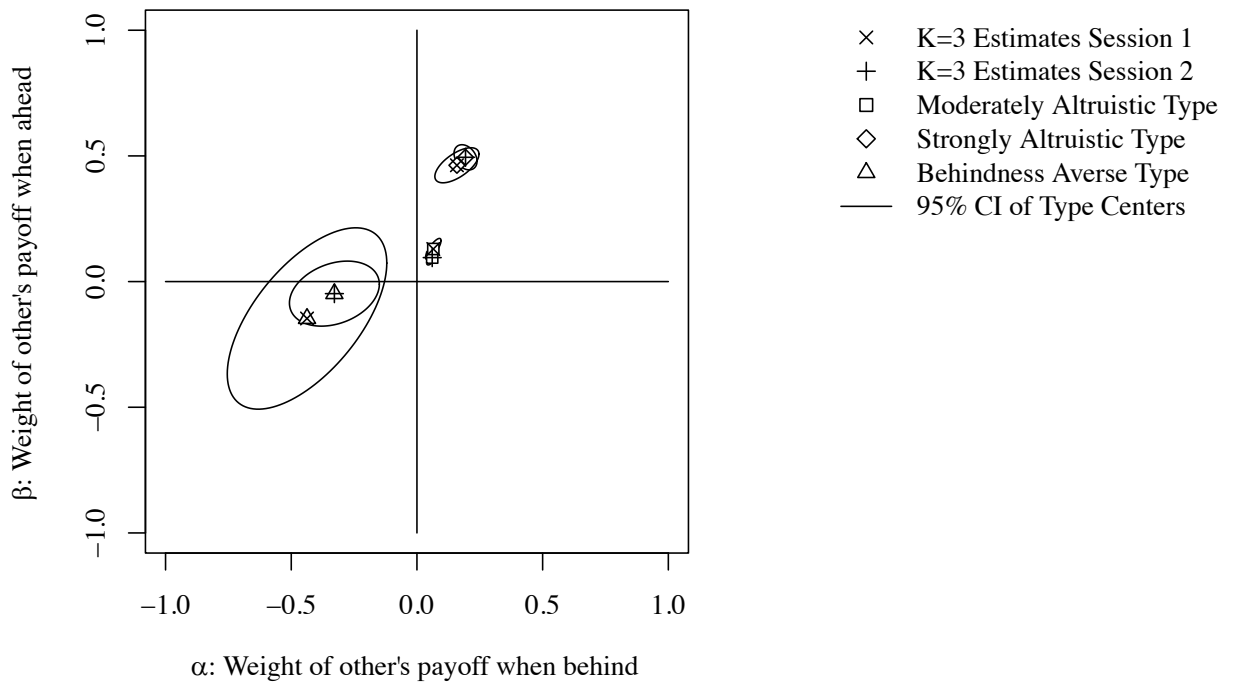 β: Weight of other's payoff when ahead
1.0
0.5
0.0
−0.5
−1.0
−1.0 −0.5 0.0 0.5 1.0
α: Weight of other's payoff when behind
K=3 Estimates Session 1
K=3 Estimates Session 2
Moderately Altruistic Type
Strongly Altruistic Type
Behindness Averse Type
95% CI of Type Centers